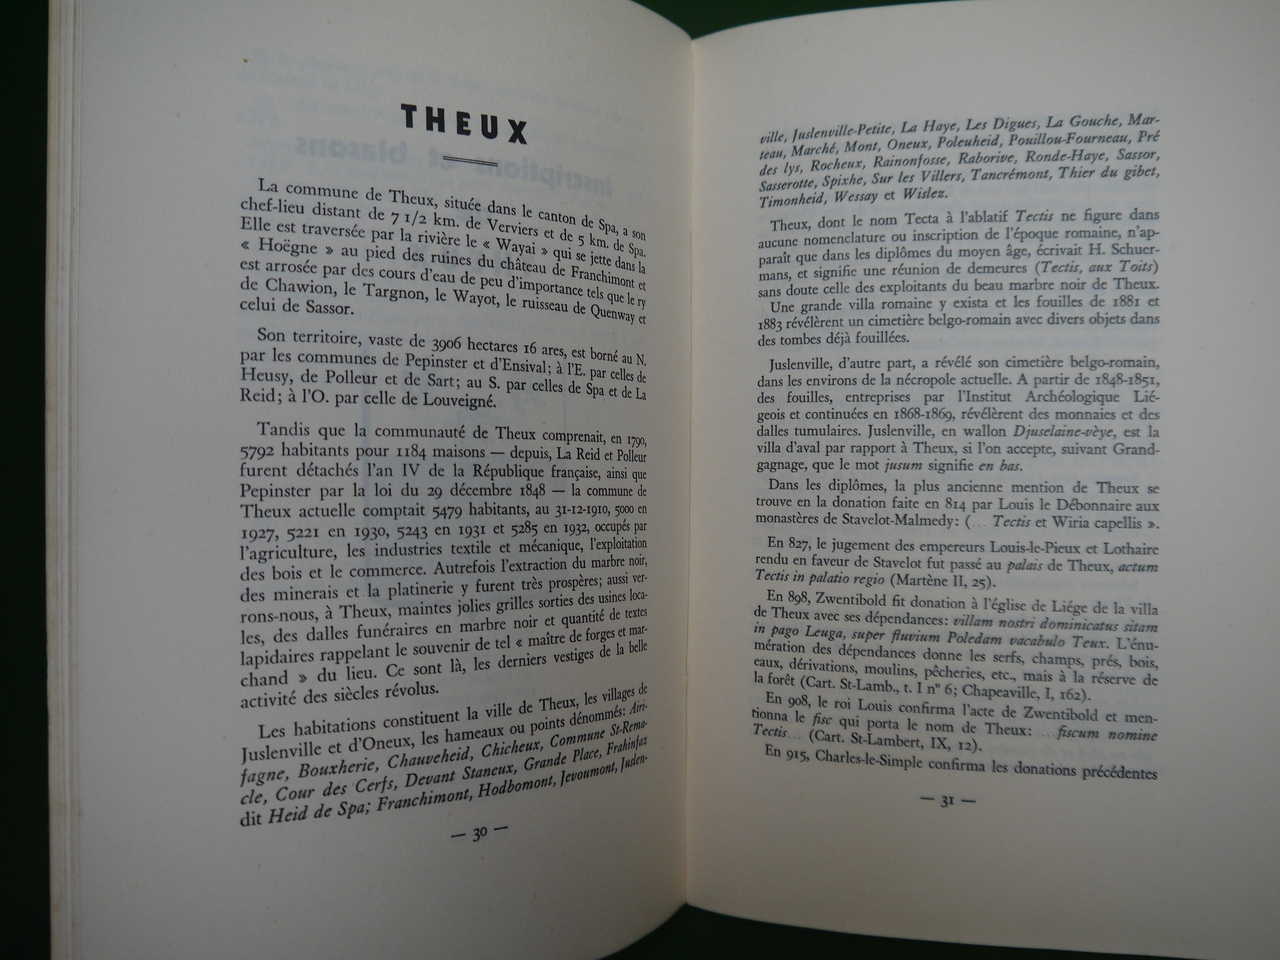 THEUX
La commune de Theux, située dans le canton de Spa, a son
chef-lieu distant de 7 1/2 km. de Verviers et de 5 km. de Spa.
Elle est traversée par la rivière le « Wayai » qui se jette dans la
« Hoëgne » au pied des ruines du château de Franchimont et
est arrosée par des cours d'eau de peu d'importance tels que le ry
de Chawion, le Targnon, le Wayot, le ruisseau de Quenway et
celui de Sassor.
Son territoire, vaste de 3906 hectares 16 ares, est borné au N.
par les communes de Pepinster et d'Ensival; à l'E. par celles de
Heusy, de Polleur et de Sart; au S. par celles de Spa et de La
Reid; à l'O. par celle de Louveigné.
Tandis que la communauté de Theux comprenait, en 1790,
5792 habitants pour 1184 maisons — depuis, La Reid et Polleur
furent détachés l'an IV de la République française, ainsi que
Pepinster par la loi du 29 décembre 1848 — la commune de
Theux actuelle comptait 5479 habitants, au 31-12-1910, 5000 en
1927, 5221 en 1930, 5243 en 1931 et 5285 en 1932, occupés par
l'agriculture, les industries textile et mécanique, l'exploitation
des bois et le commerce. Autrefois l'extraction du marbre noir,
des minerais et la platinerie y furent très prospères; aussi ver-
rons-nous, à Theux, maintes jolies grilles sorties des usines loca-
les, des dalles funéraires en marbre noir et quantité de textes
lapidaires rappelant le souvenir de tel « maître de forges et mar-
chand » du lieu. Ce sont là, les derniers vestiges de la belle
activité des siècles révolus.
Les habitations constituent la ville de Theux, les villages de
Juslenville et d'Oneux, les hameaux ou points dénommés: Airi-
fagne, Bouxherie, Chauveheid, Chicheux, Commune St-Rema-
cle, Cour des Cerfs, Devant Staneux, Grande Place, Frahinfaz
dit Heid de Spa; Franchimont, Hodbomont, Jevoumont, Juslen-
— 30 —
ville, Juslenville-Petite, La Haye, Les Digues, La Gouche, Mar-
teau, Marché, Mont, Oneux, Poleuheid, Pouillou-Fourneau, Pré
des lys, Rocheux, Rainonfosse, Raborive, Ronde-Haye, Sassor,
Sasserotte, Spixhe, Sur les Villers, Tancrémont, Thier du gibet,
Timonheid, Wessay et Wislez.
Theux, dont le nom Tecta à l'ablatif Tectis ne figure dans
aucune nomenclature ou inscription de l'époque romaine, n'ap-
paraît que dans les diplômes du moyen âge, écrivait H. Schuer-
mans, et signifie une réunion de demeures (Tectis, aux Toits)
sans doute celle des exploitants du beau marbre noir de Theux.
Une grande villa romaine y exista et les fouilles de 1881 et
1883 révélèrent un cimetière belgo-romain avec divers objets dans
des tombes déjà fouillées.
Juslenville, d'autre part, a révélé son cimetière belgo-romain,
dans les environs de la nécropole actuelle. A partir de 1848-1851,
des fouilles, entreprises par l'Institut Archéologique Lié-
geois et continuées en 1868-1869, révélèrent des monnaies et des
dalles tumulaires. Juslenville, en wallon Djuselaine-vèye, est la
villa d'aval par rapport à Theux, si l'on accepte, suivant Grand-
gagnage, que le mot jusum signifie en bas.
Dans les diplômes, la plus ancienne mention de Theux se
trouve en la donation faite en 814 par Louis le Débonnaire aux
monastères de Stavelot-Malmedy: (... Tectis et Wiria capellis ».
En 827, le jugement des empereurs Louis-le-Pieux et Lothaire
rendu en faveur de Stavelot fut passé au palais de Theux, actum
Tectis in palatio regio (Martène II, 25).
En 898, Zwentibold fit donation à l'église de Liége de la villa
de Theux avec ses dépendances: villam nostri dominicatus sitam
in pago Leuga, super fluvium Poledam vacabulo Teux. L'énu-
mération des dépendances donne les serfs, champs, prés, bois,
eaux, dérivations, moulins, pêcheries, etc., mais à la réserve de
la forêt (Cart. St-Lamb., t. I n° 6; Chapeaville, I, 162).
En 908, le roi Louis confirma l'acte de Zwentibold et men-
tionna le fisc qui porta le nom de Theux: ...fiscum nomine
Tectis... (Cart. St-Lambert, IX, 12).
En 915, Charles-le-Simple confirma les donations précédentes
— 31 —